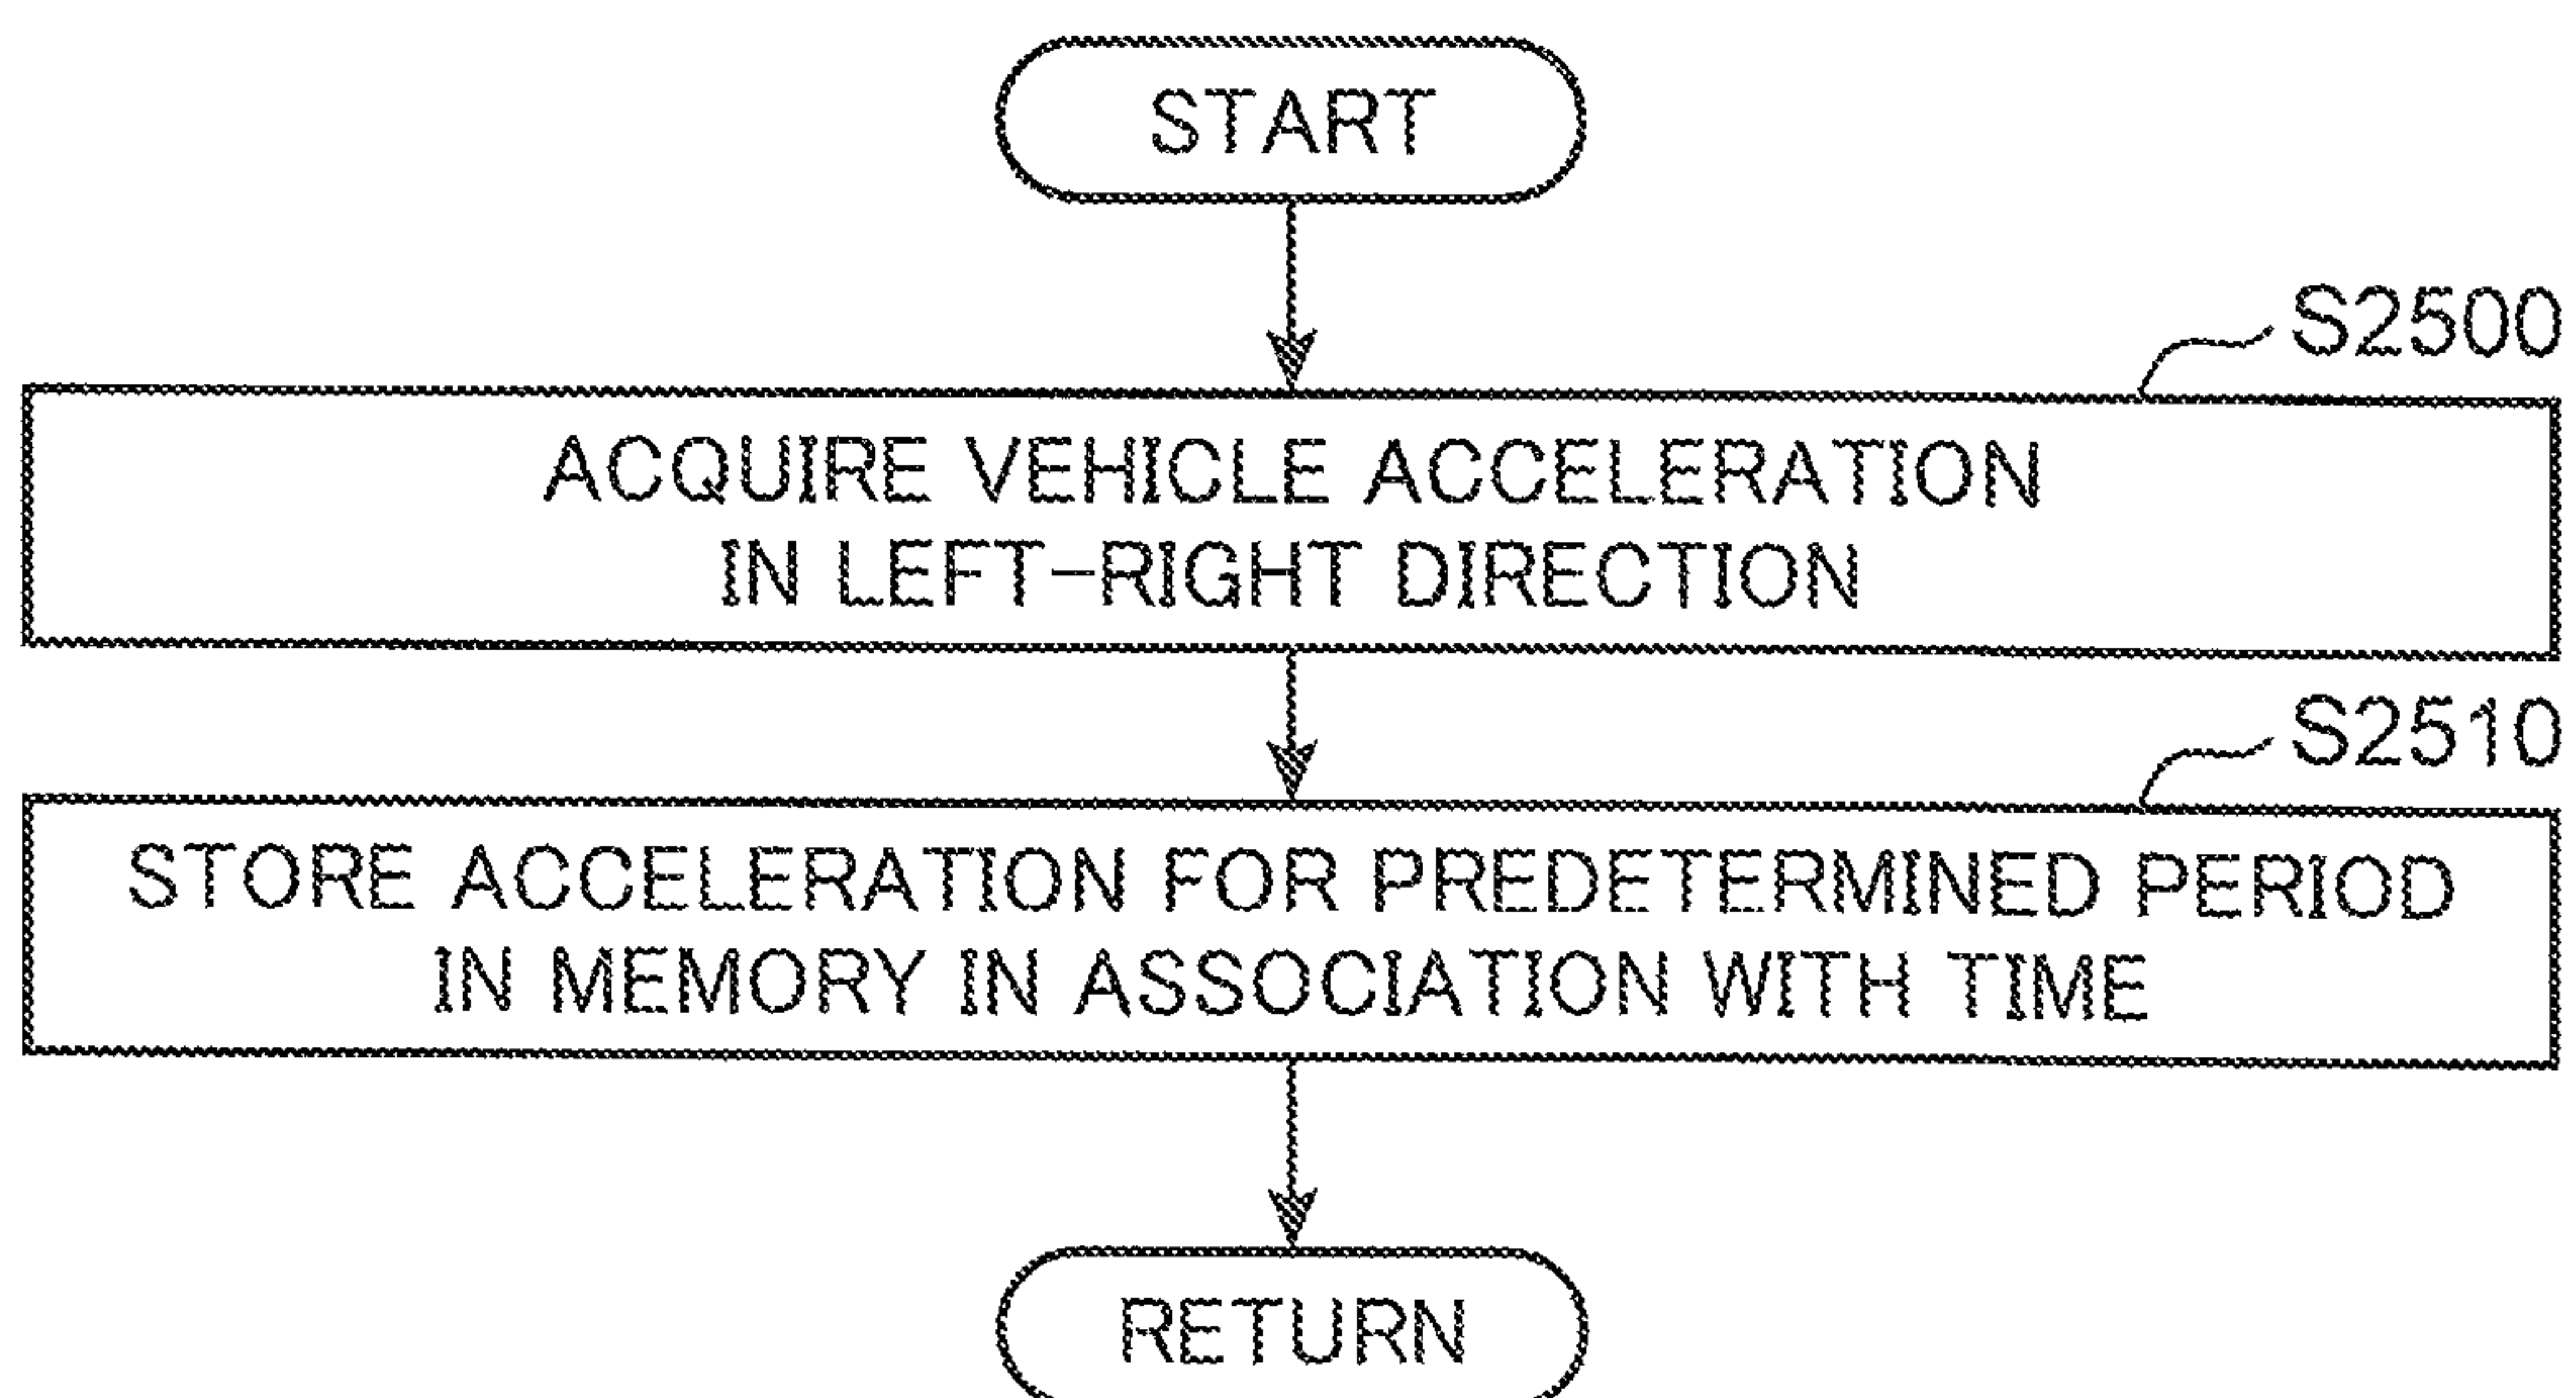 START
S2500
ACQUIRE VEHICLE ACCELERATION
IN LEFT-RIGHT DIRECTION
S2510
STORE ACCELERATION FOR PREDETERMINED PERIOD
IN MEMORY IN ASSOCIATION WITH TIME
RETURN